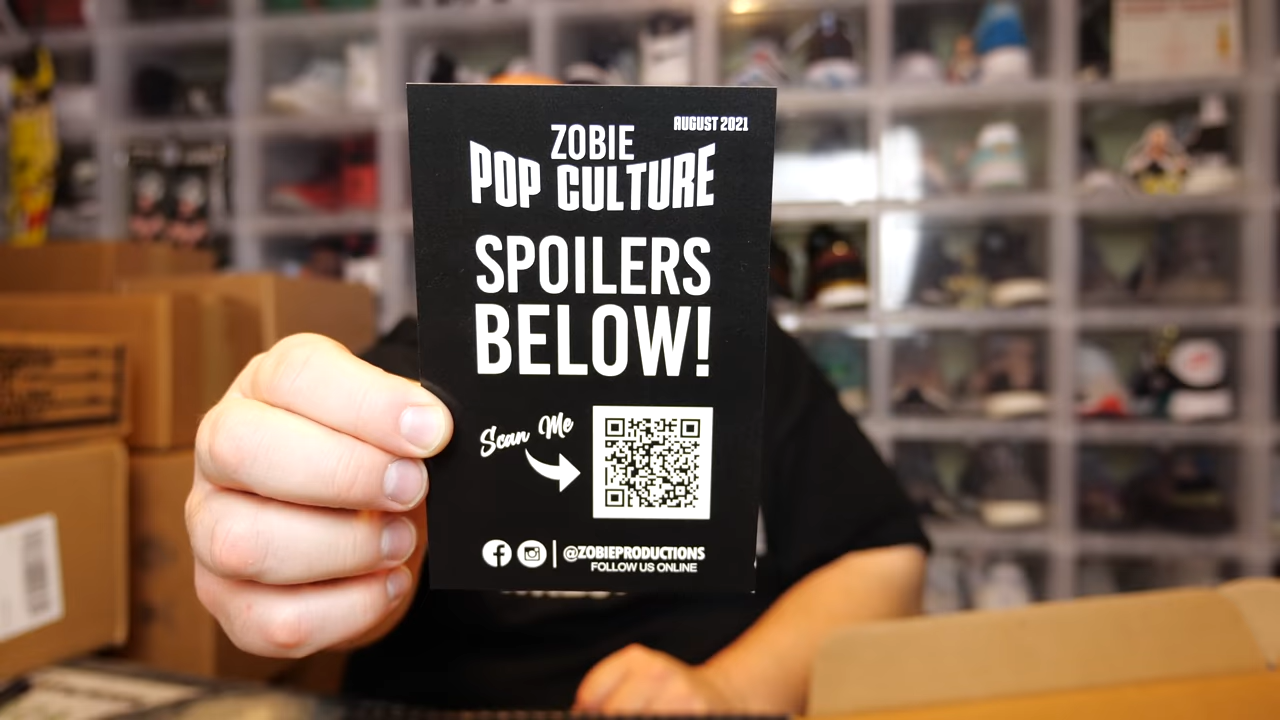 AUGUST 2021
ZOBIE
POP CULTURE
SPOILERS
BELOW!
Scan Me
@ZOBIEPRODUCTIONS
FOLLOW US ONLINE